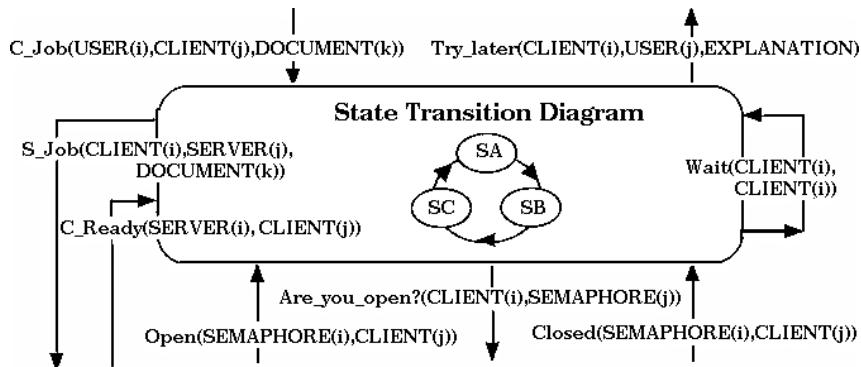 C_Job(USER(i),CLIENT(j),DOCUMENT(k))
Try_later(CLIENT(i),USER(j),EXPLANATION)
State Transition Diagram
S_Job(CLIENT(i),SERVER(j),
DOCUMENT(k))
SA
Wait(CLIENT(i),
CLIENT(i))
SC
SB
C_Ready(SERVER(i), CLIENT(j))
Are_you_open?(CLIENT(i),SEMAPHORE(j))
Open(SEMAPHORE(i),CLIENT(j))
Closed(SEMAPHORE(i),CLIENT(j))